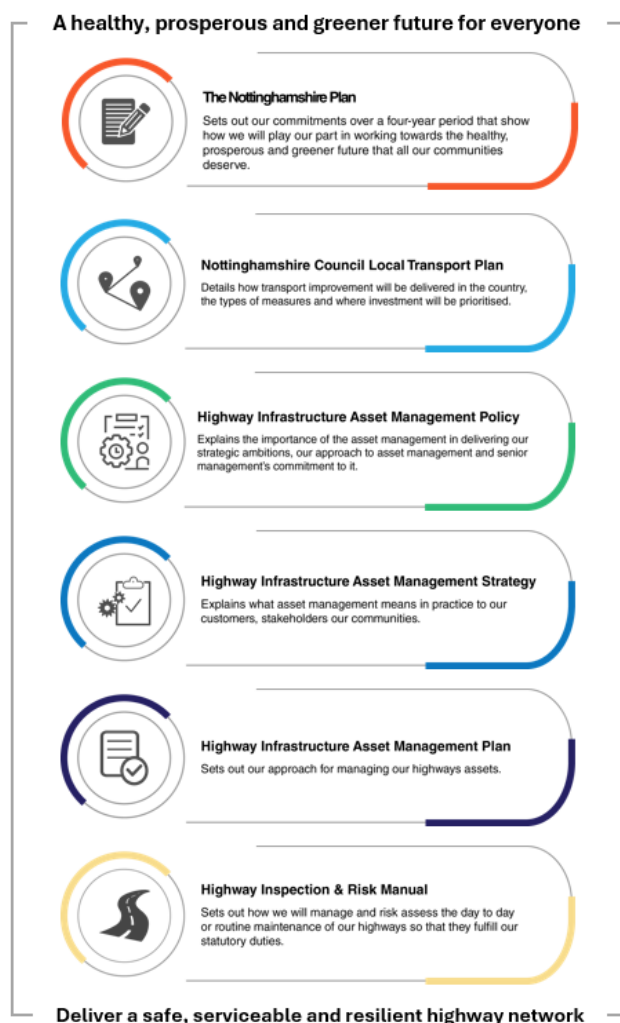 A healthy, prosperous and greener future for everyone
The Nottinghamshire Plan
Sets out our commitments over a four-year period that show
how we will play our part in working towards the healthy,
prosperous and greener future that all our communities
deserve.
Nottinghamshire Council Local Transport Plan
Details how transport improvement will be delivered in the country,
the types of measures and where investment will be prioritised.
Highway Infrastructure Asset Management Policy
Explains the importance of the asset management in delivering our
strategic ambitions, our approach to asset management and senior
management's commitment to it.
Highway Infrastructure Asset Management Strategy
Explains what asset management means in practice to our
customers, stakeholders our communities.
Highway Infrastructure Asset Management Plan
Sets out our approach for managing our highways assets.
Highway Inspection & Risk Manual
Sets out how we will manage and risk assess the day to day
or routine maintenance of our highways so that they fulfill our
statutory duties.
Deliver a safe, serviceable and resilient highway network